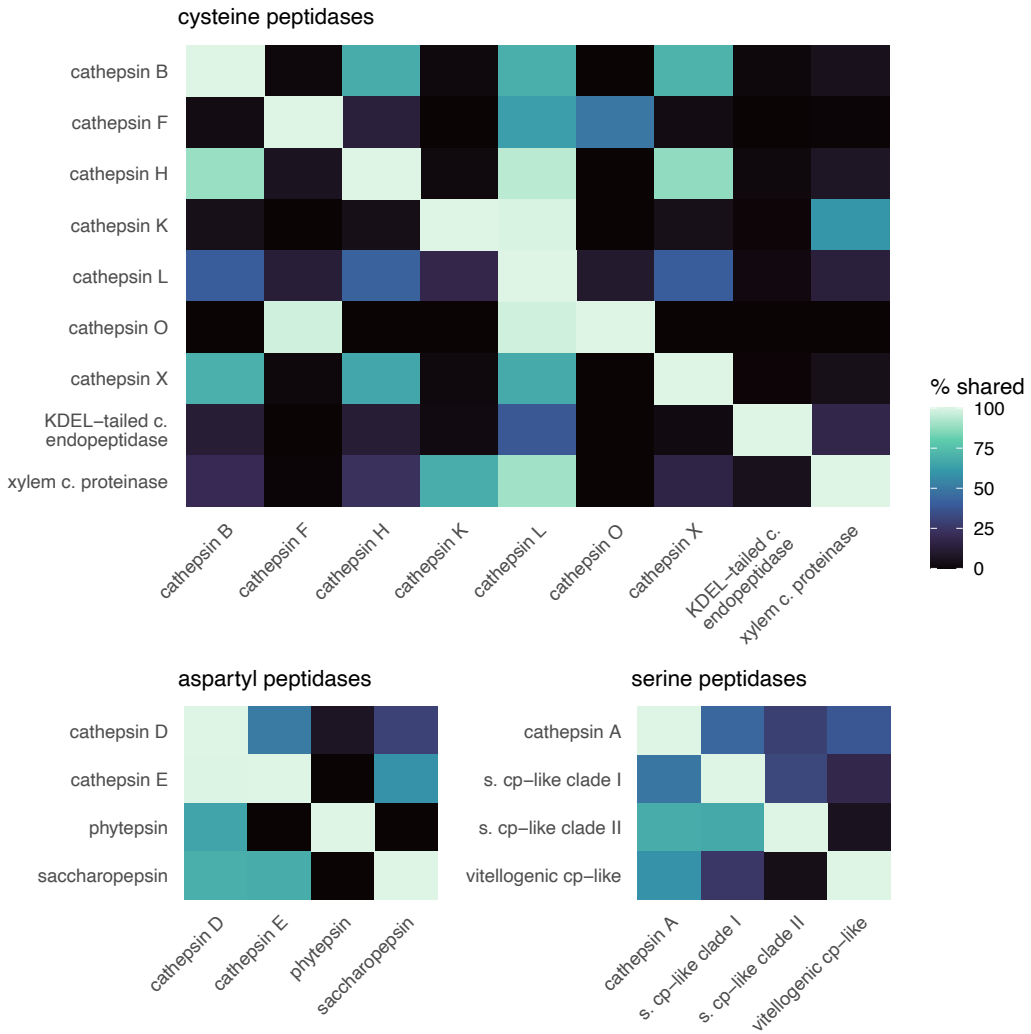 cysteine peptidases
cathepsin B
cathepsin F
cathepsin H
cathepsin K
cathepsin L
cathepsin O
cathepsin X
KDEL−tailed c.
endopeptidase
xylem c. proteinase
cathepsin B
cathepsin F
cathepsin H
cathepsin K
cathepsin L
cathepsin O
cathepsin X
KDEL−tailed c.
endopeptidase
xylem c. proteinase
% shared
100
75
50
25
0
aspartyl peptidases
cathepsin D
cathepsin E
phytepsin
saccharopepsin
cathepsin D
cathepsin E
phytepsin
saccharopepsin
serine peptidases
cathepsin A
s. cp−like clade I
s. cp−like clade II
vitellogenic cp−like
cathepsin A
s. cp−like clade I
s. cp−like clade II
vitellogenic cp−like